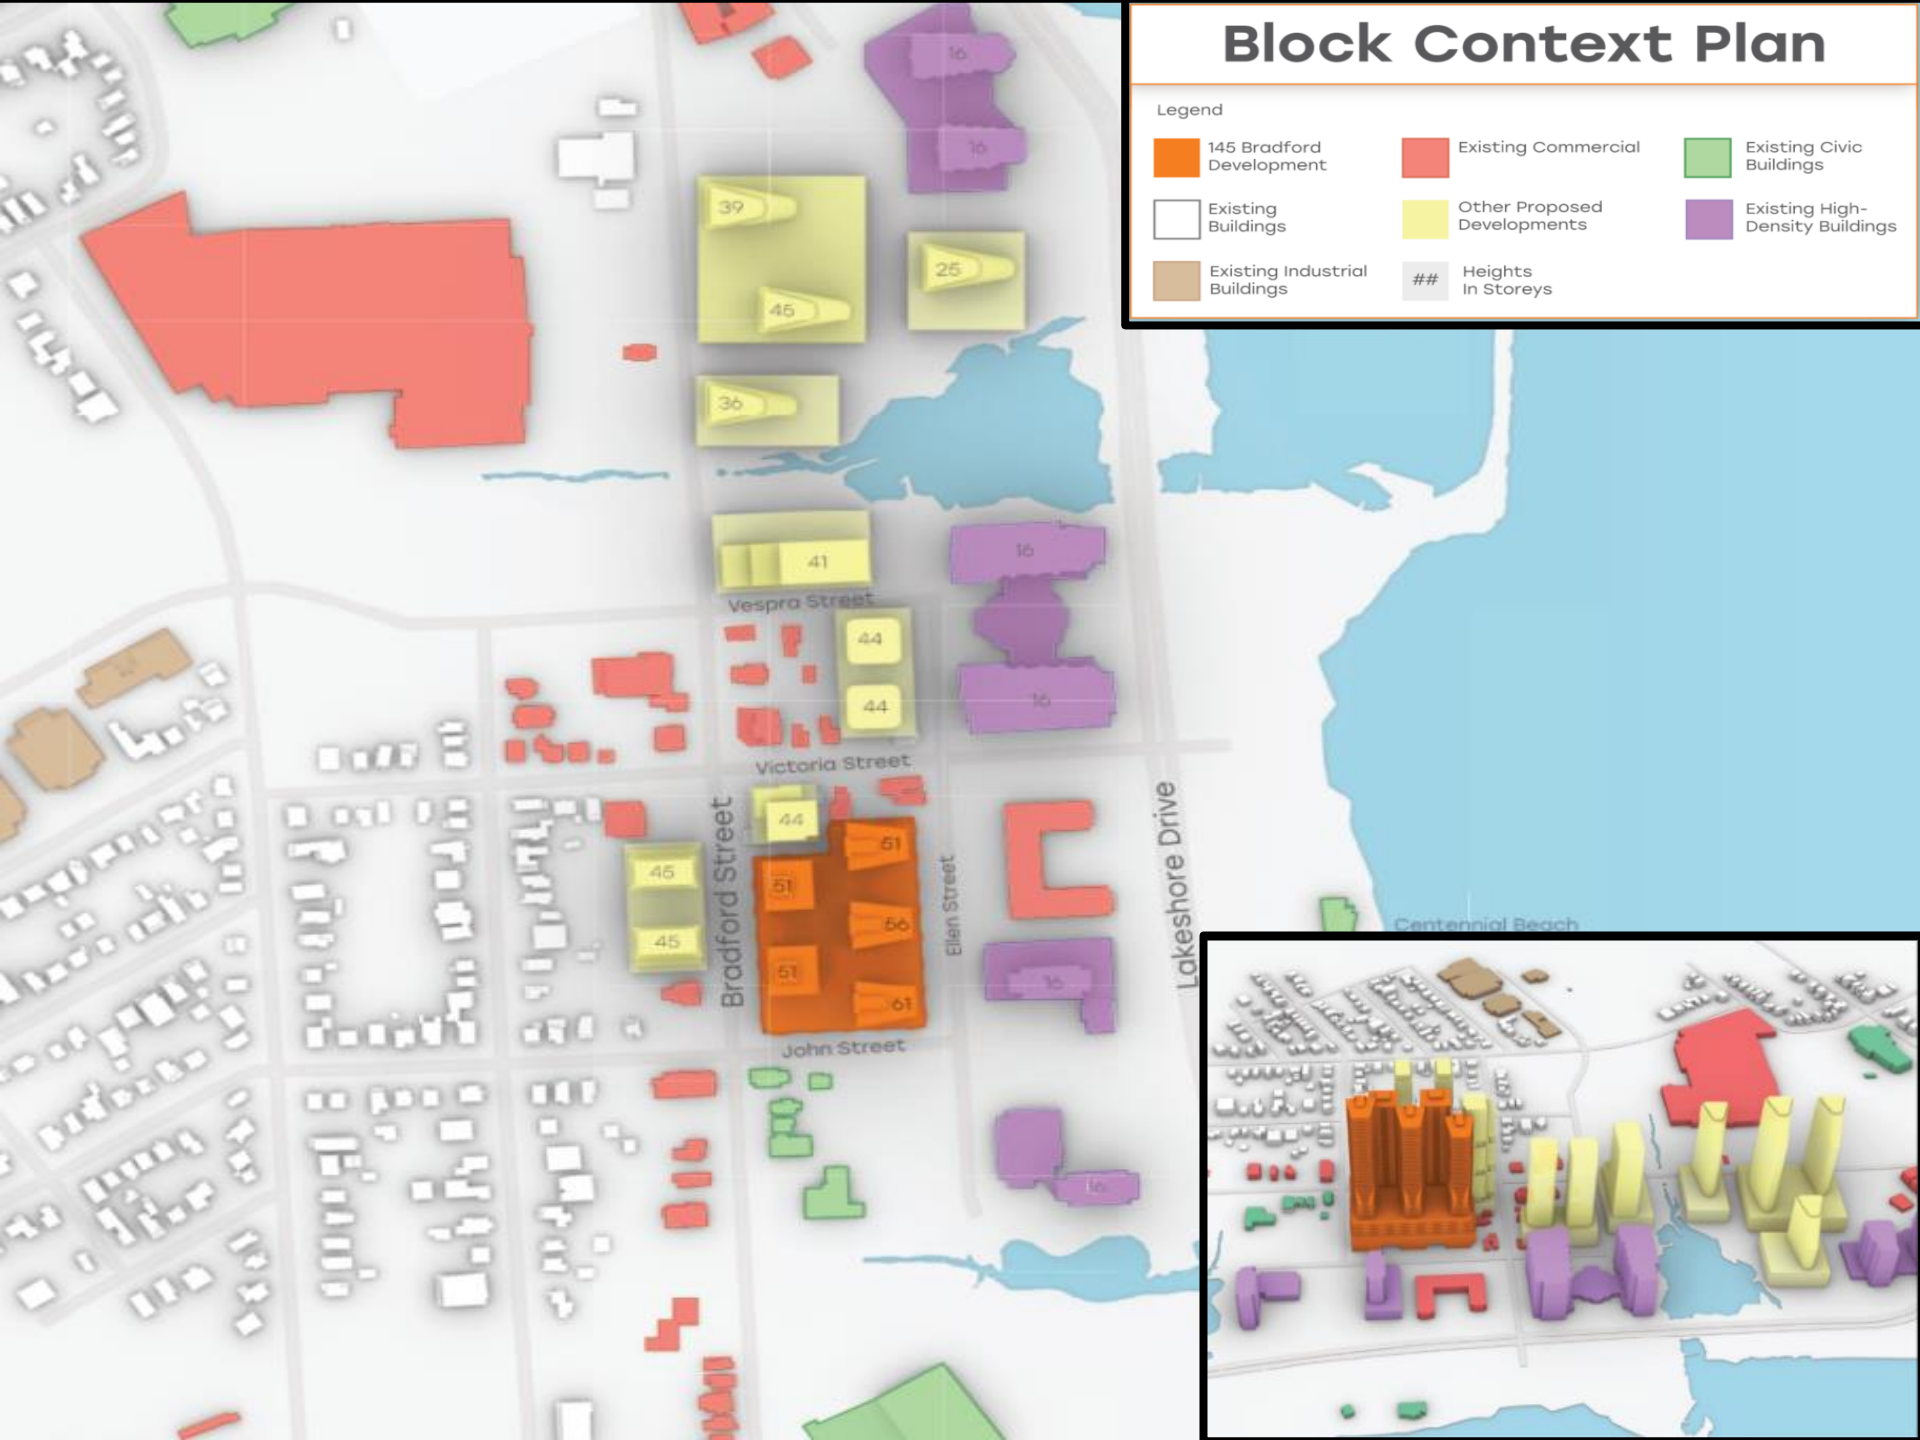 Block Context Plan
Legend
145 Bradford
Development
Existing Commercial
Existing Civic
Buildings
Existing
Buildings
Other Proposed
Developments
Existing High-
Density Buildings
Existing Industrial
Buildings
##
Heights
In Storeys
16
16
39
25
45
36
16
41
Vespra Street
44
16
44
Victoria Street
44
51
45
51
56
45
51
16
61
Bradford Street
Ellen Street
Lakeshore Drive
Centennial Beach
John Street
16